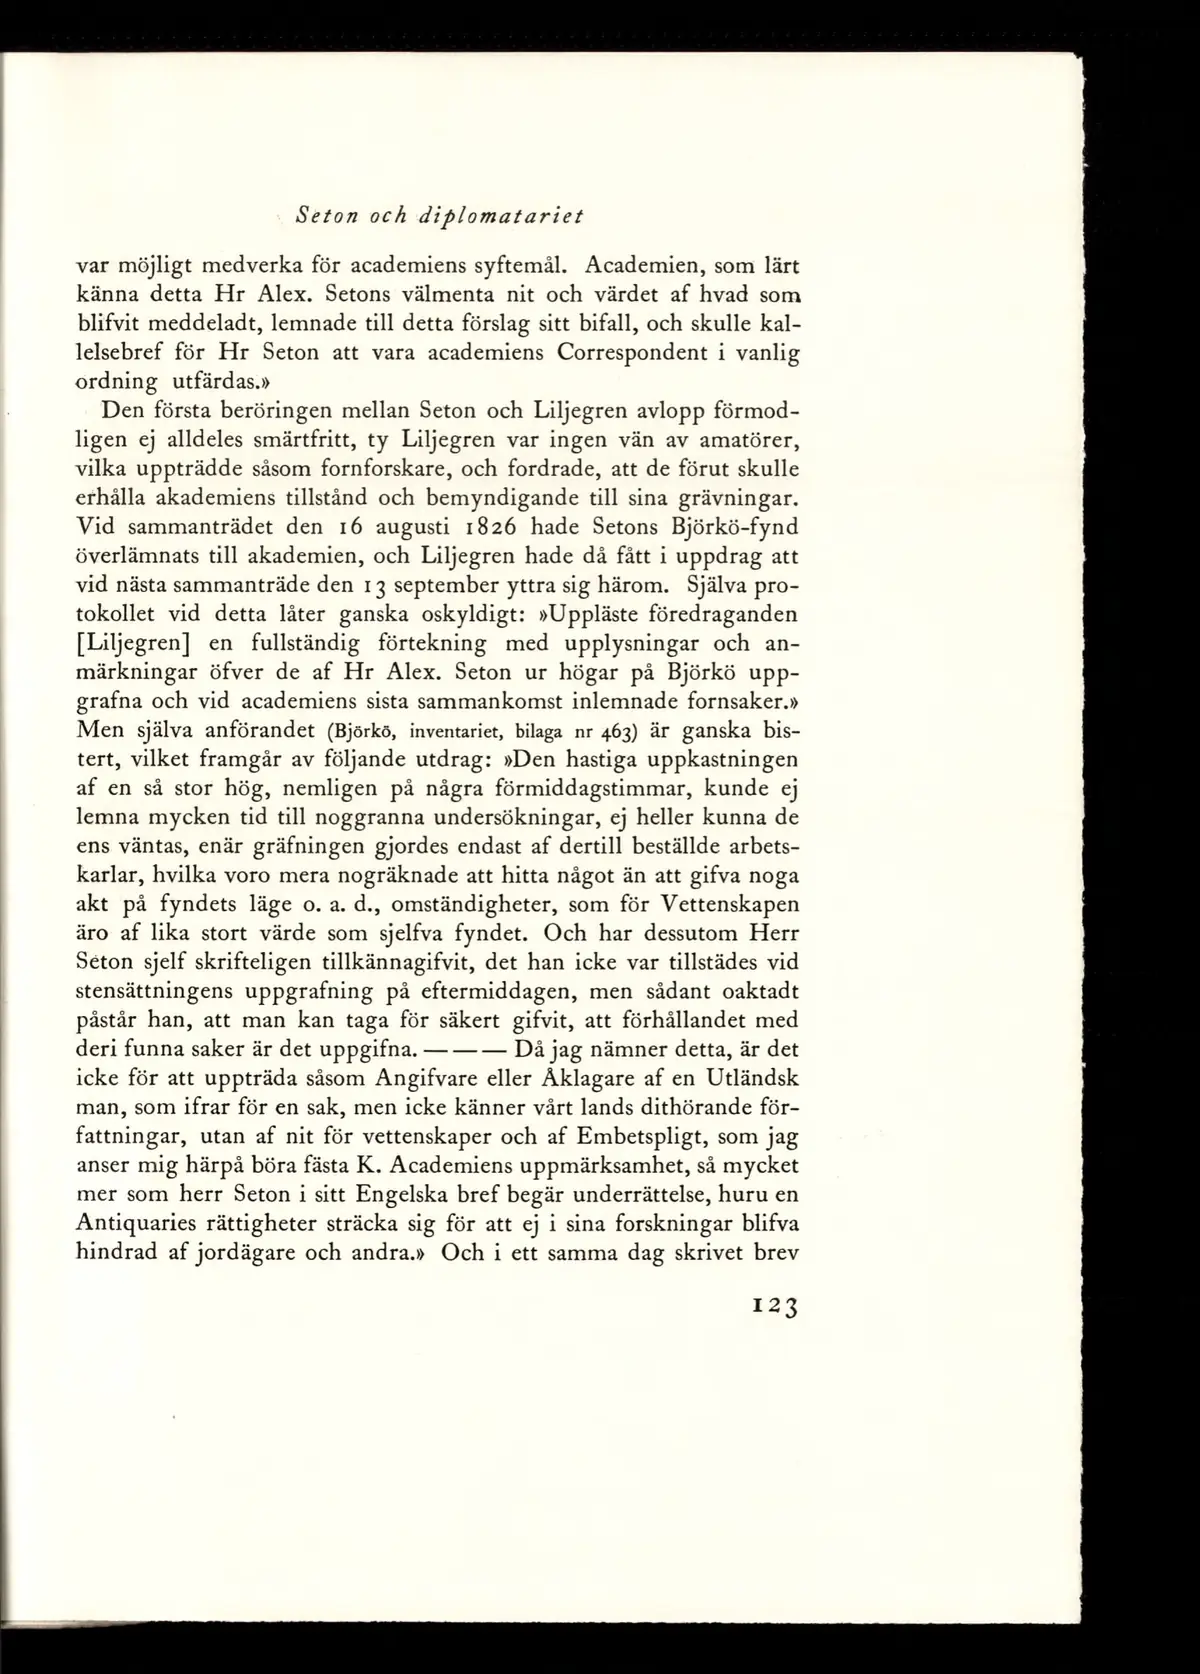 Seton och diplomatariet
var möjligt medverka för academiens syftemål. Academien, som lärt
känna detta Hr Alex. Setons välmenta nit och värdet af hvad som
blifvit meddeladt, lemnade till detta förslag sitt bifall, och skulle kal-
lelsebref för Hr Seton att vara academiens Correspondent i vanlig
ordning utfärdas.»
Den första beröringen mellan Seton och Liljegren avlopp förmod-
ligen ej alldeles smärtfritt, ty Liljegren var ingen vän av amatörer,
vilka uppträdde såsom fornforskare, och fordrade, att de förut skulle
erhålla akademiens tillstånd och bemyndigande till sina grävningar.
Vid sammanträdet den 16 augusti 1826 hade Setons Björkö-fynd
överlämnats till akademien, och Liljegren hade då fått i uppdrag att
vid nästa sammanträde den 13 september yttra sig härom. Själva pro-
tokollet vid detta låter ganska oskyldigt: »Uppläste föredraganden
[Liljegren] en fullständig förtekning med upplysningar och an-
märkningar öfver de af Hr Alex. Seton ur högar på Björkö upp-
grafna och vid academiens sista sammankomst inlemnade fornsaker.»
Men själva anförandet (Björkö, inventariet, bilaga nr 463) är ganska bis-
tert, vilket framgår av följande utdrag: »Den hastiga uppkastningen
af en så stor hög, nemligen på några förmiddagstimmar, kunde ej
lemna mycken tid till noggranna undersökningar, ej heller kunna de
ens väntas, enär gräfningen gjordes endast af dertill beställde arbets-
karlar, hvilka voro mera nogräknade att hitta något än att gifva noga
akt på fyndets läge o. a. d., omständigheter, som för Vettenskapen
äro af lika stort värde som sjelfva fyndet. Och har dessutom Herr
Seton sjelf skrifteligen tillkännagifvit, det han icke var tillstädes vid
stensättningens uppgrafning på eftermiddagen, men sådant oaktadt
påstår han, att man kan taga för säkert gifvit, att förhållandet med
deri funna saker är det uppgifna. — — — Då jag nämner detta, är det
icke för att uppträda såsom Angifvare eller Åklagare af en Utländsk
man, som ifrar för en sak, men icke känner vårt lands dithörande för-
fattningar, utan af nit för vettenskaper och af Embetspligt, som jag
anser mig härpå böra fästa K. Academiens uppmärksamhet, så mycket
mer som herr Seton i sitt Engelska bref begär underrättelse, huru en
Antiquaries rättigheter sträcka sig för att ej i sina forskningar blifva
hindrad af jordägare och andra.» Och i ett samma dag skrivet brev
123